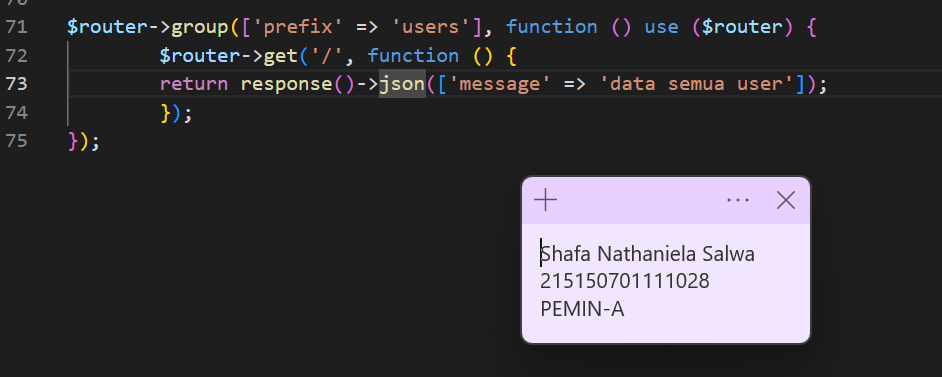 71 $router->group(['prefix' => 'users'], function () use ($router) {
72 $router->get('/', function () {
73 return response()->json(['message' => 'data semua user']);
74 });
75 });
Shafa Nathaniela Salwa
215150701111028
PEMIN-A